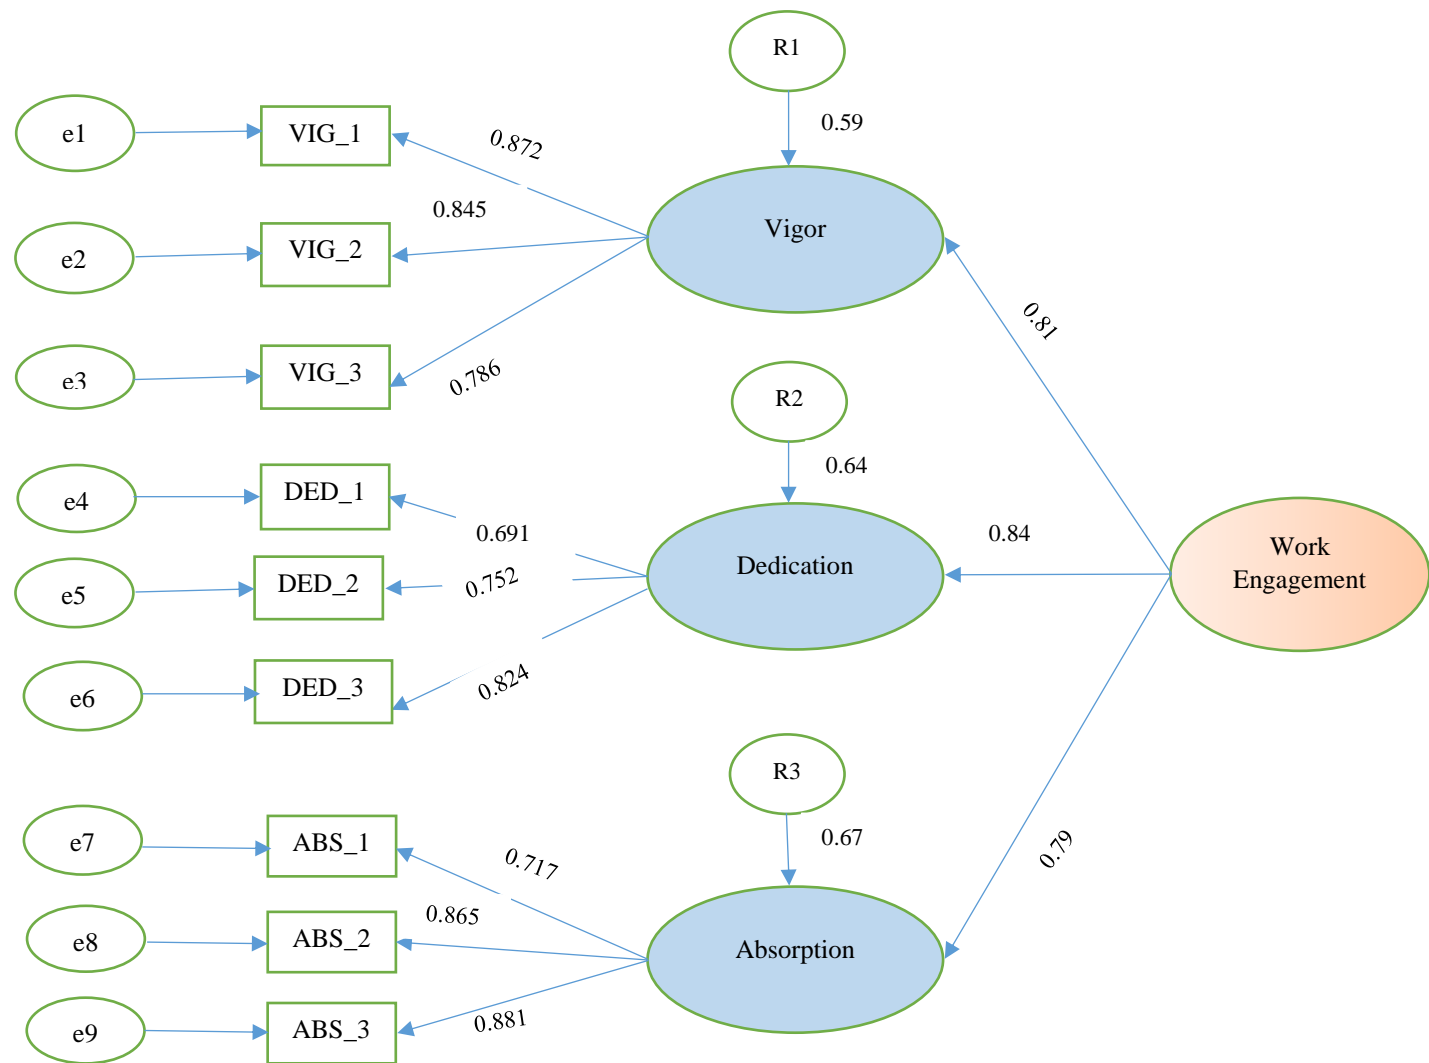 R1
e1
VIG_1
0.872
0.59
e2
VIG_2
0.845
Vigor
e3
VIG_3
0.786
0.81
R2
e4
DED_1
0.691
0.64
e5
DED_2
0.752
Dedication
0.84
Work
Engagement
e6
DED_3
0.824
R3
e7
ABS_1
0.717
0.67
0.79
e8
ABS_2
0.865
Absorption
e9
ABS_3
0.881